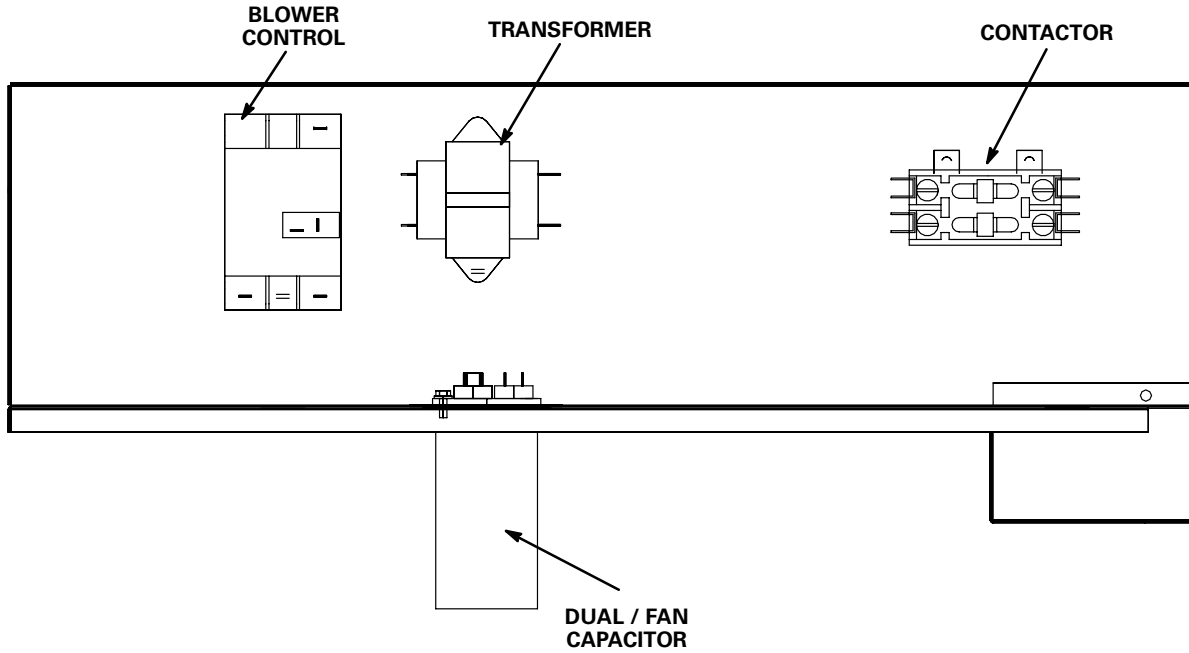 BLOWER
CONTROL
TRANSFORMER
CONTACTOR
DUAL / FAN
CAPACITOR